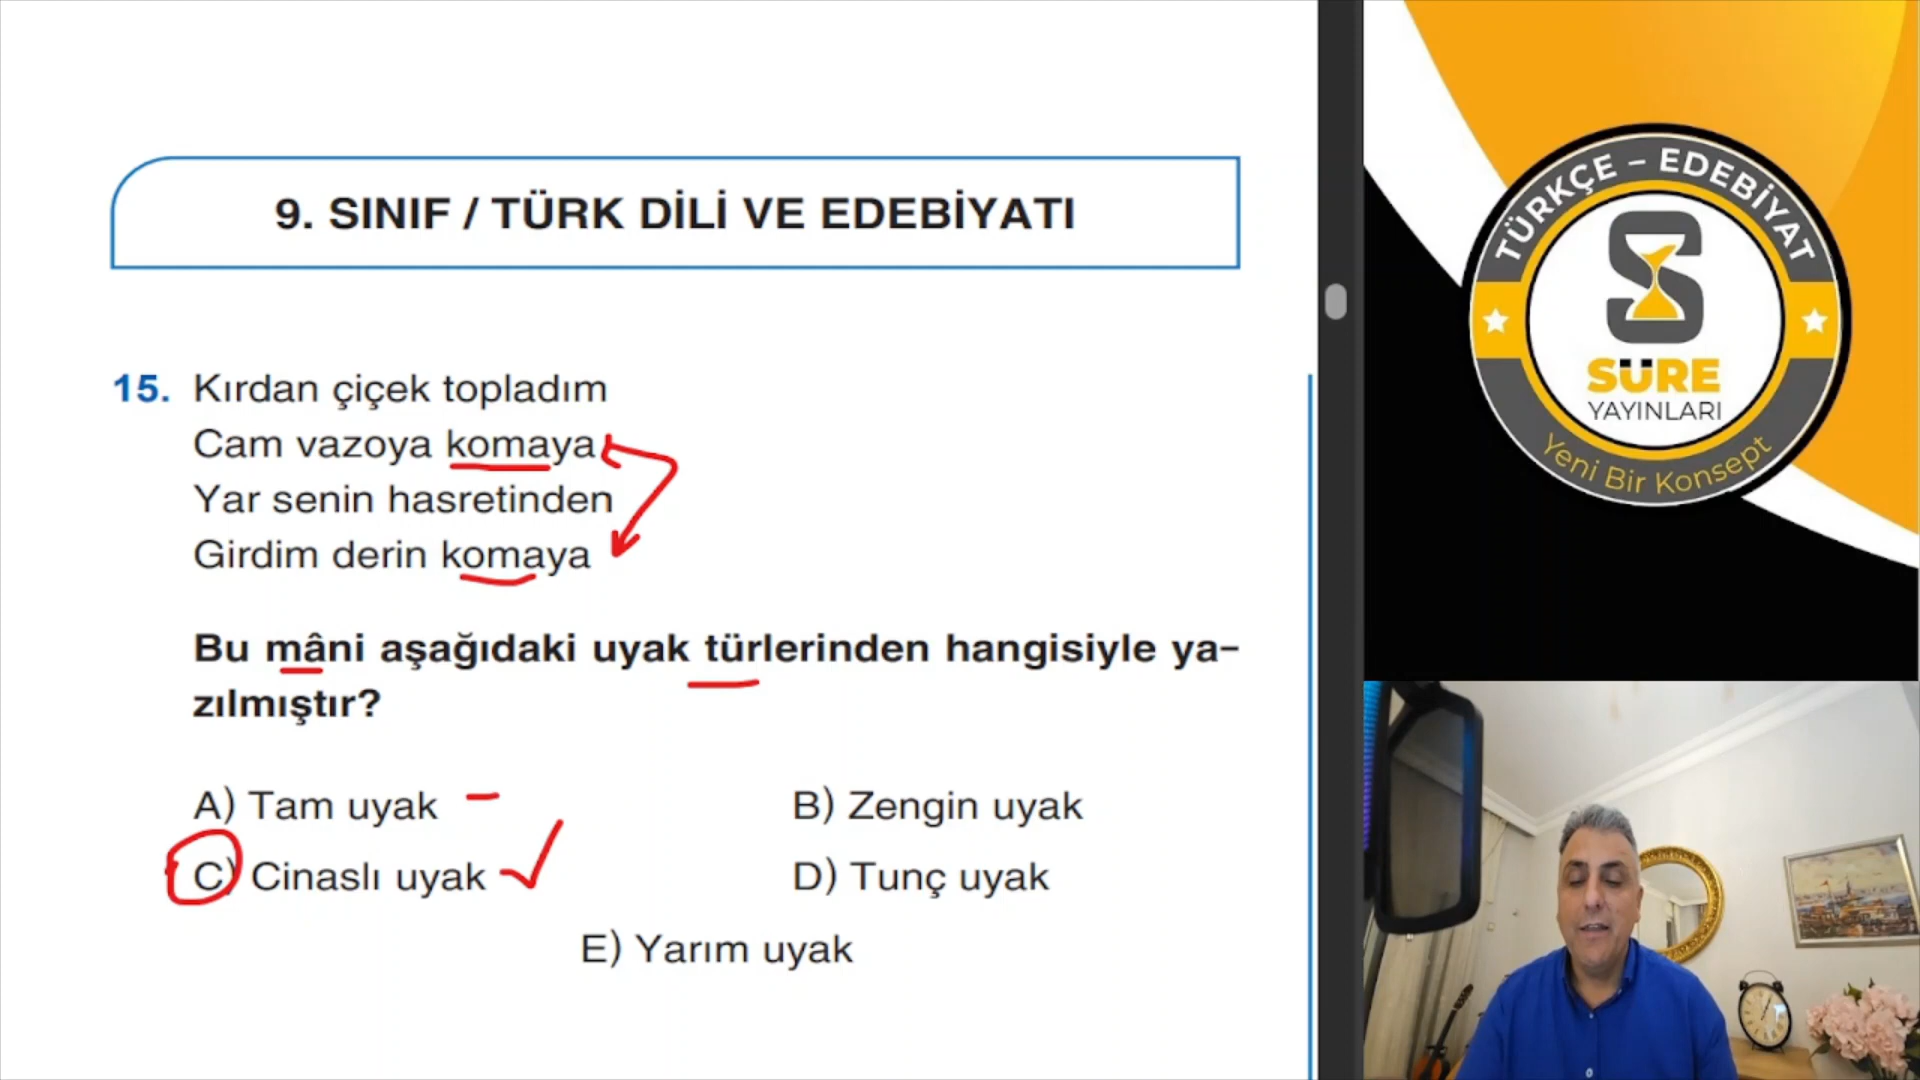 9. SINIF / TÜRK DİLİ VE EDEBİYATI
15. Kırdan çiçek topladım
Cam vazoya komaya
Yar senin hasretinden
Girdim derin komaya
Bu mâni aşağıdaki uyak türlerinden hangisiyle ya-
zılmıştır?
A) Tam uyak
B) Zengin uyak
C) Cinaslı uyak
D) Tunç uyak
E) Yarım uyak
TÜRKÇE – EDEBİYAT
S
SÜRE
YAYINLARI
Yeni Bir Konsept